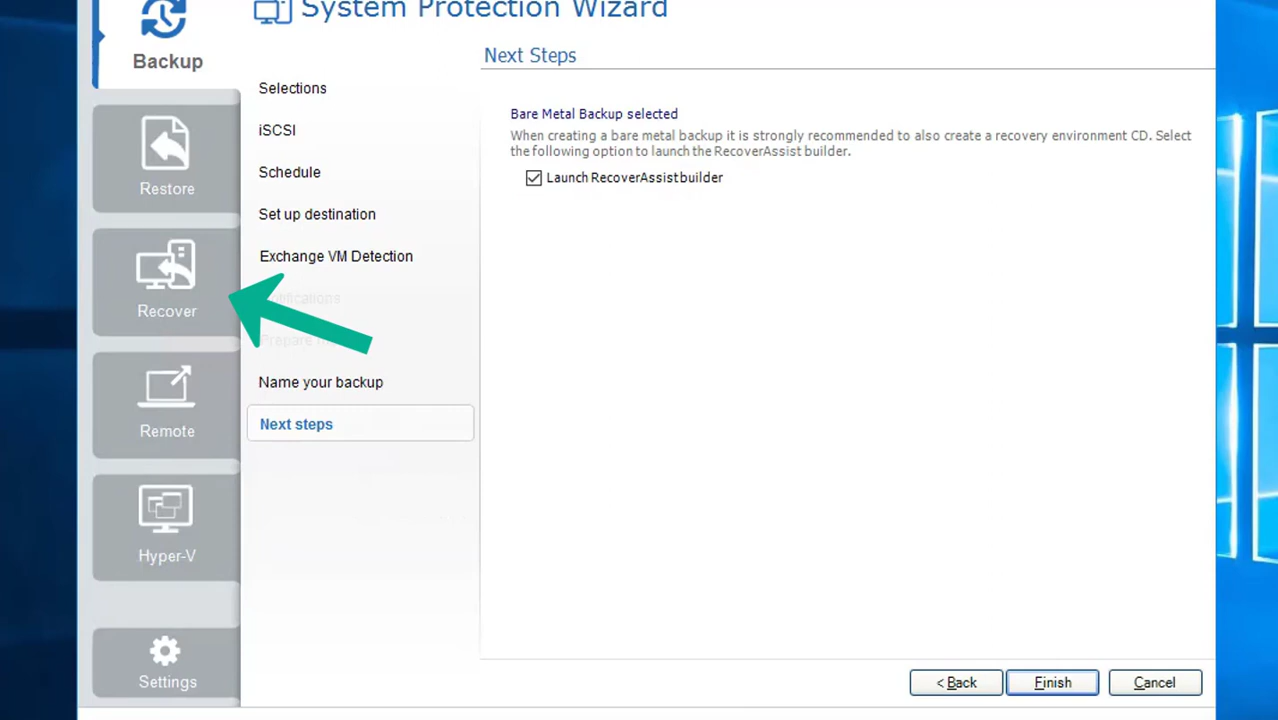 System Protection Wizard
Backup
Restore
Recover
Remote
Hyper-V
Settings
Selections
iSCSI
Schedule
Set up destination
Exchange VM Detection
Notifications
Prepare
Name your backup
Next steps
Next Steps
Bare Metal Backup selected
When creating a bare metal backup it is strongly recommended to also create a recovery environment CD. Select
the following option to launch the RecoverAssist builder.
Launch RecoverAssist builder
< Back
Finish
Cancel